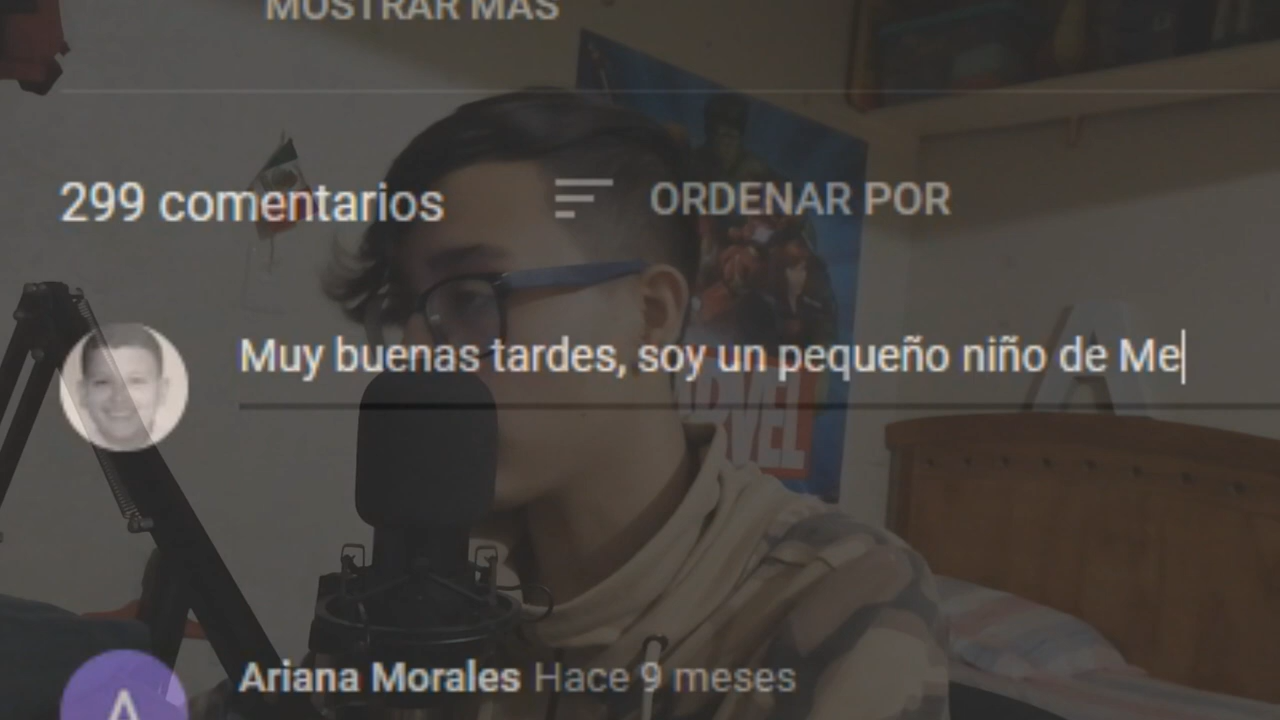 MOSTRAR MÁS
299 comentarios
ORDENAR POR
Muy buenas tardes, soy un pequeño niño de Me
MARVEL
A
Ariana Morales Hace 9 meses
A